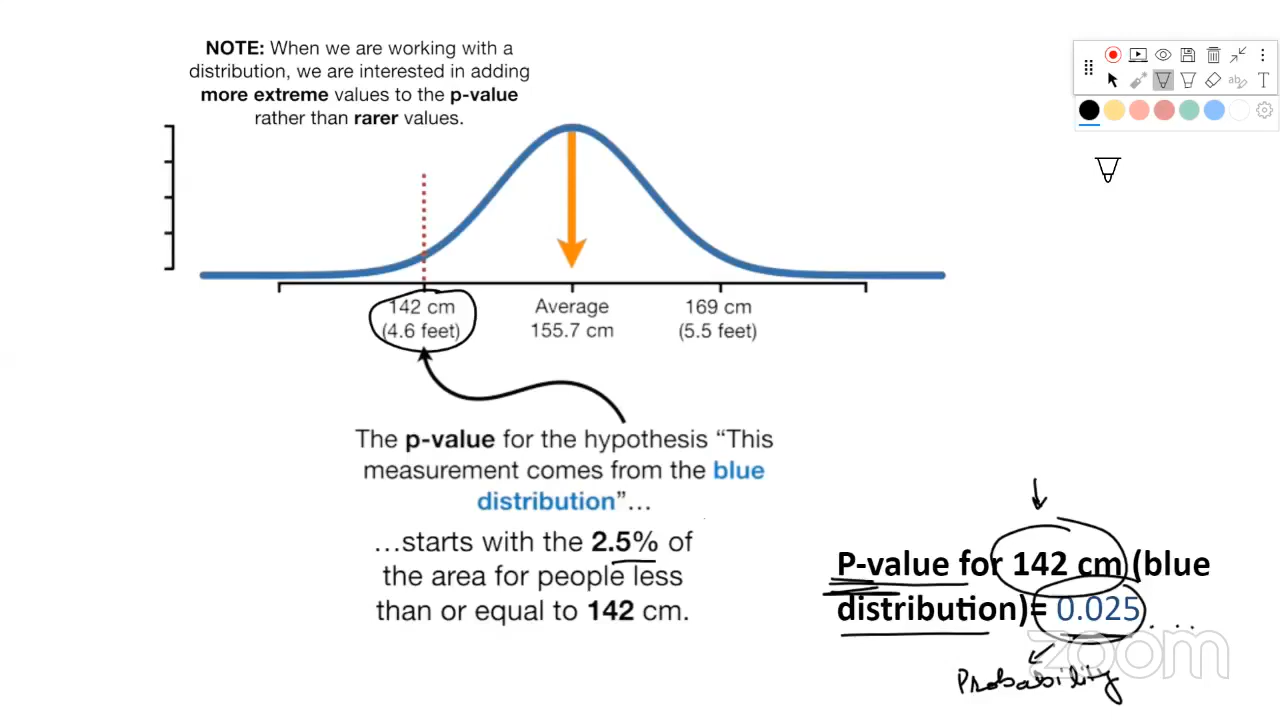 NOTE: When we are working with a
distribution, we are interested in adding
more extreme values to the p-value
rather than rarer values.
142 cm
(4.6 feet)
Average
155.7 cm
169 cm
(5.5 feet)
The p-value for the hypothesis “This
measurement comes from the blue
distribution”…
…starts with the 2.5% of
the area for people less
than or equal to 142 cm.
P-value for 142 cm (blue
distribution)= 0.025 ...
Probability
zoom
ab
T